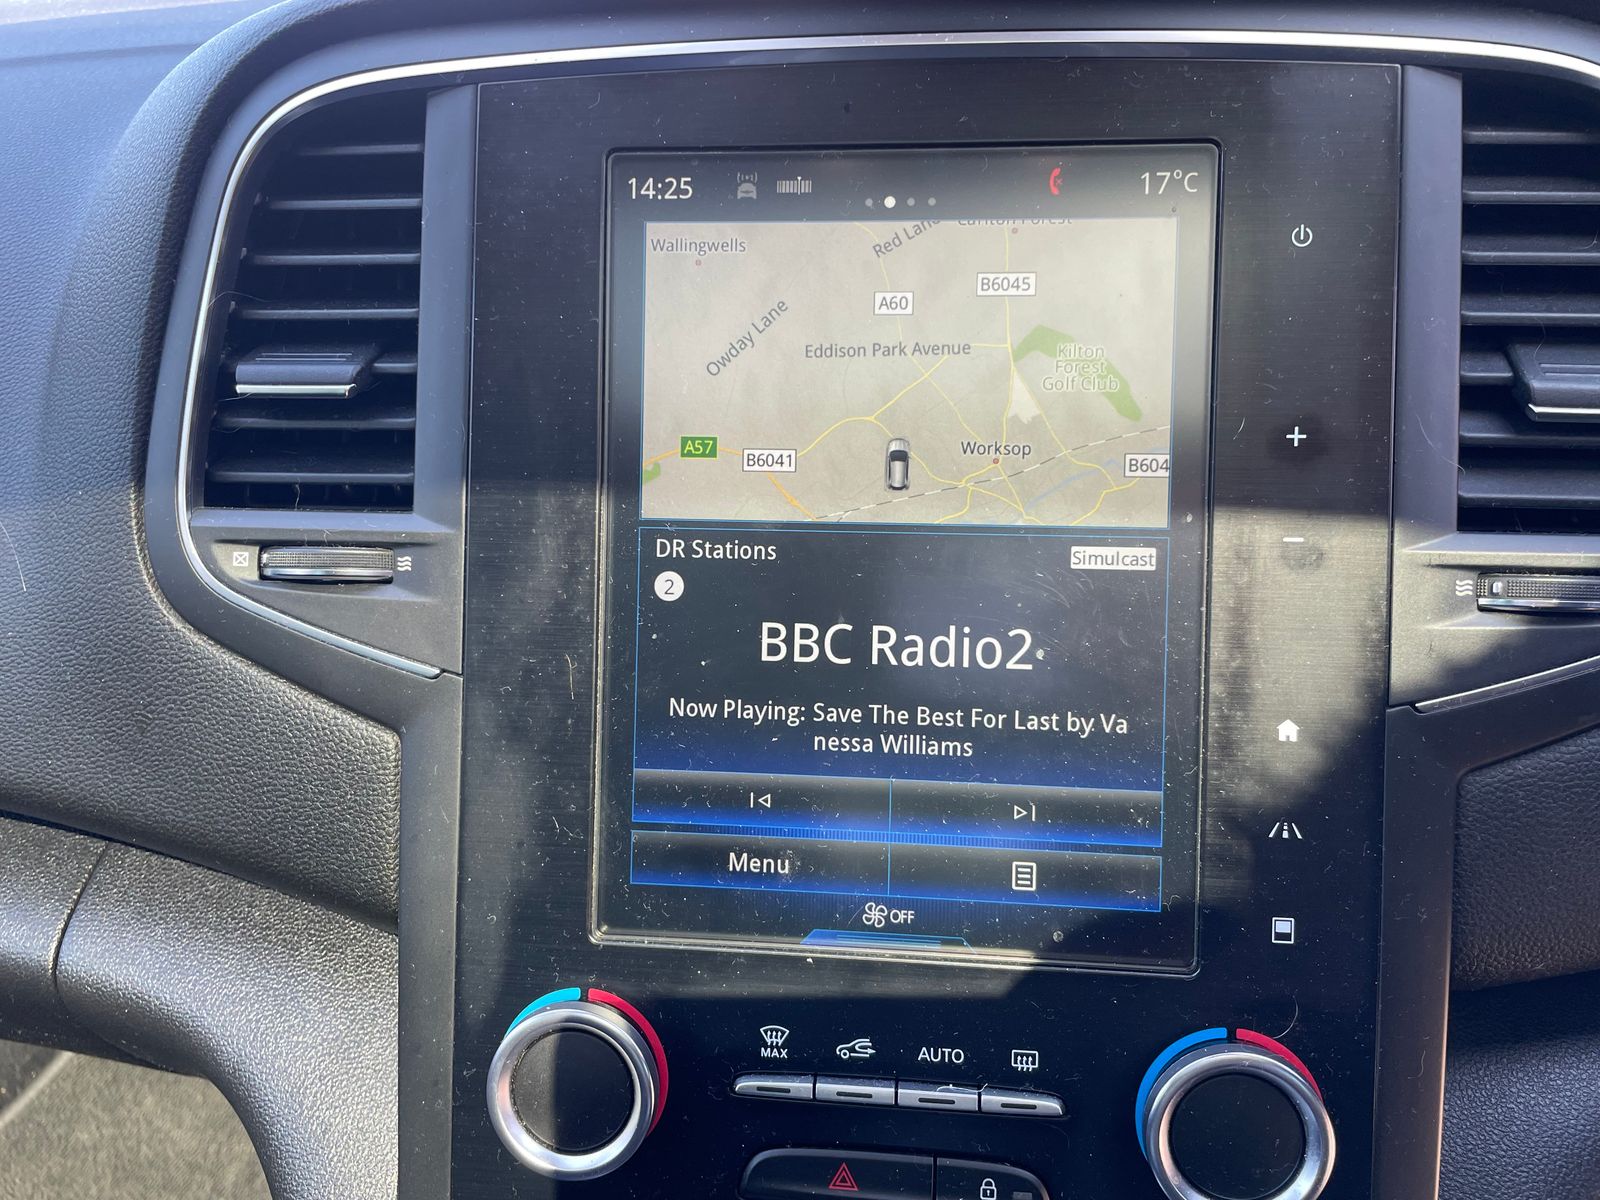 14:25
17°C
Carlton Forest
Wallingwells
Red Lane
B6045
A60
Owday Lane
Eddison Park Avenue
Kilton
Forest
Golf Club
A57
B6041
Worksop
B604
DR Stations
Simulcast
2
BBC Radio2
Now Playing: Save The Best For Last by Va
nessa Williams
Menu
OFF
MAX
AUTO